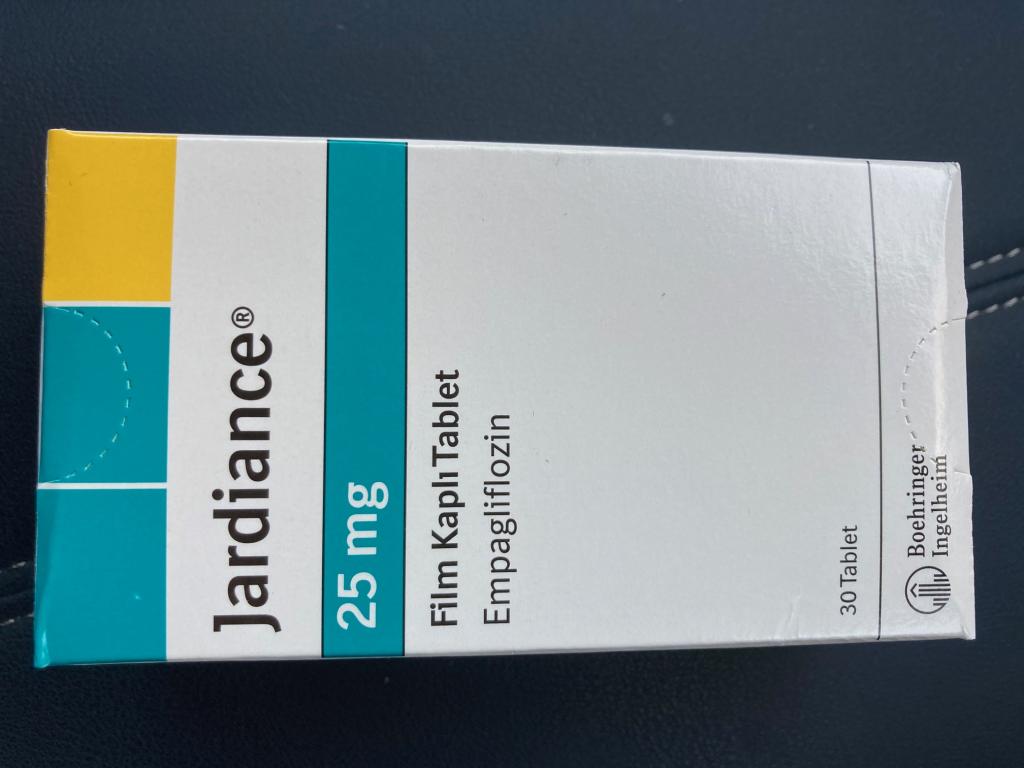 Jardiance®
25 mg
Film Kaplı Tablet
Empagliflozin
30 Tablet
Boehringer
Ingelheim